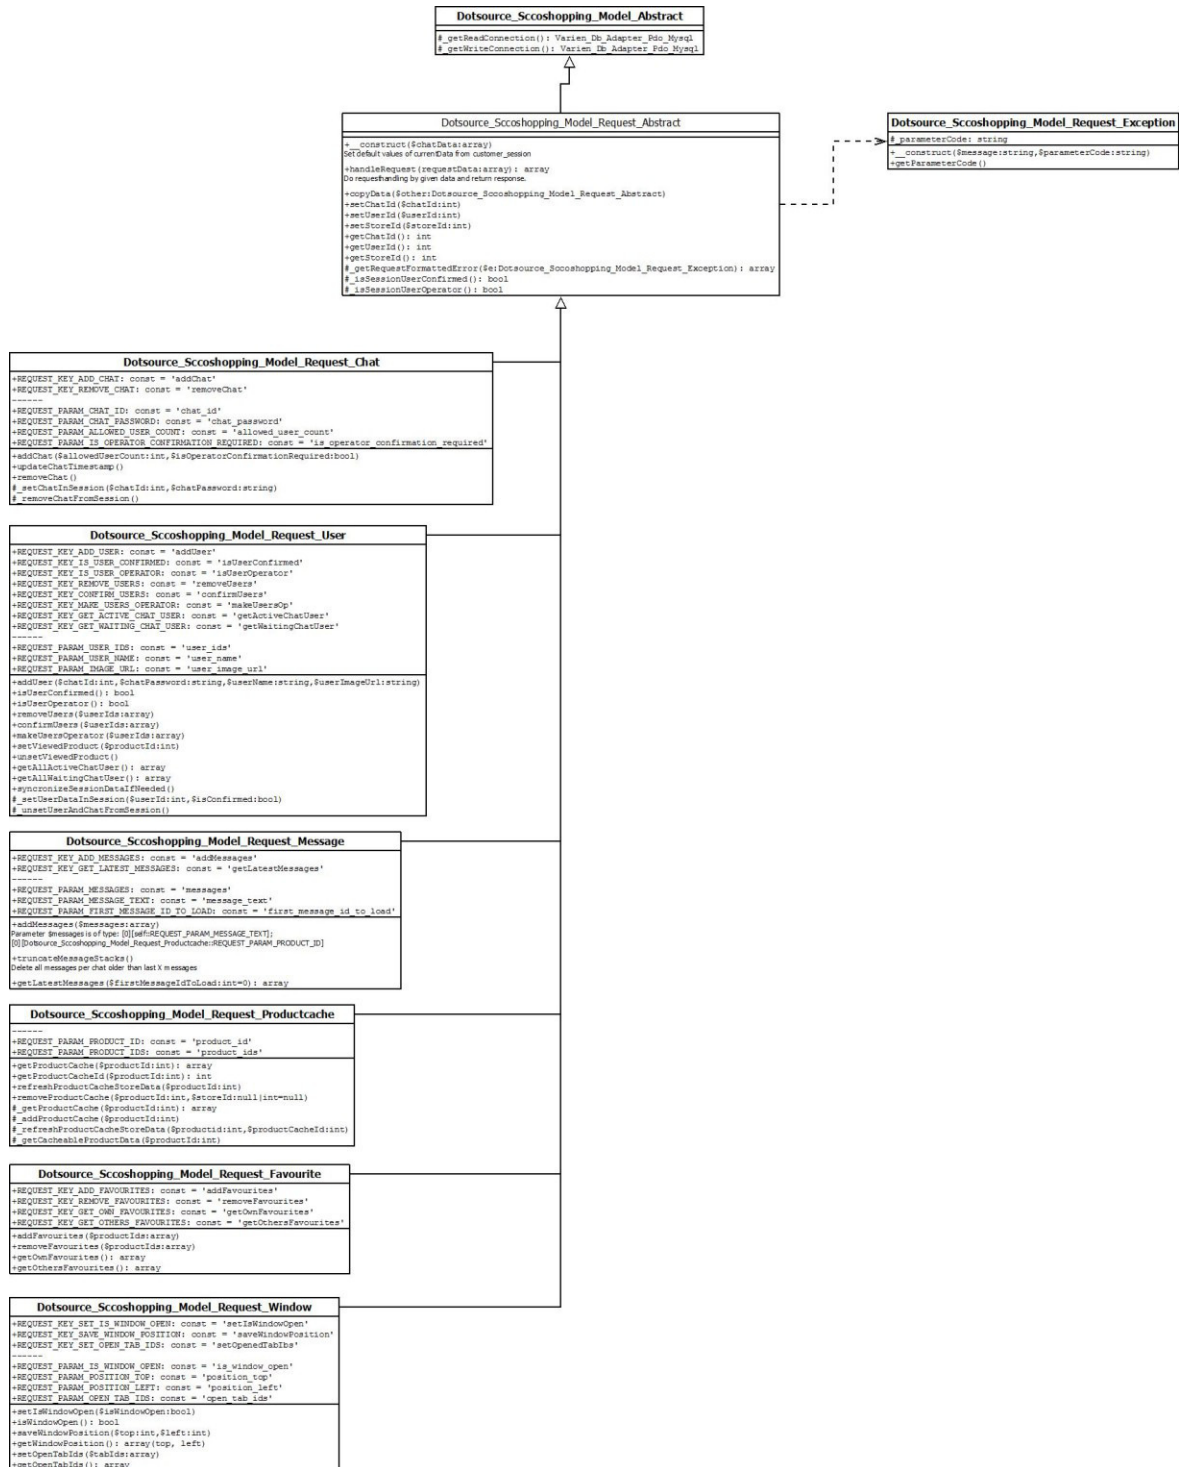 Dotsource_Sccoshopping_Model_Abstract
#_getReadConnection(): Varien_Db_Adapter_Pdo_Mysql
#_getWriteConnection(): Varien_Db_Adapter_Pdo_Mysql
Dotsource_Sccoshopping_Model_Request_Abstract
+__construct($chatData:array)
Set default values of currentData from customer_session
+handleRequest(requestData:array): array
Do requesthandling by given data and return response.
+copyData($other:Dotsource_Sccoshopping_Model_Request_Abstract)
+setChatId($chatId:int)
+setUserId($userId:int)
+setStoreId($storeId:int)
+getChatId(): int
+getUserId(): int
+getStoreId(): int
#_getRequestFormattedError($e:Dotsource_Sccoshopping_Model_Request_Exception): array
#_isSessionUserConfirmed(): bool
#_isSessionUserOperator(): bool
Dotsource_Sccoshopping_Model_Request_Exception
#_parameterCode: string
+__construct($message:string,$parameterCode:string)
+getParameterCode()
Dotsource_Sccoshopping_Model_Request_Chat
+REQUEST_KEY_ADD_CHAT: const = 'addChat'
+REQUEST_KEY_REMOVE_CHAT: const = 'removeChat'
------
+REQUEST_PARAM_CHAT_ID: const = 'chat_id'
+REQUEST_PARAM_CHAT_PASSWORD: const = 'chat_password'
+REQUEST_PARAM_ALLOWED_USER_COUNT: const = 'allowed_user_count'
+REQUEST_PARAM_IS_OPERATOR_CONFIRMATION_REQUIRED: const = 'is_operator_confirmation_required'
+addChat($allowedUserCount:int,$isOperatorConfirmationRequired:bool)
+updateChatTimestamp()
+removeChat()
#_setChatInSession($chatId:int,$chatPassword:string)
#_removeChatFromSession()
Dotsource_Sccoshopping_Model_Request_User
+REQUEST_KEY_ADD_USER: const = 'addUser'
+REQUEST_KEY_IS_USER_CONFIRMED: const = 'isUserConfirmed'
+REQUEST_KEY_IS_USER_OPERATOR: const = 'isUserOperator'
+REQUEST_KEY_REMOVE_USERS: const = 'removeUsers'
+REQUEST_KEY_CONFIRM_USERS: const = 'confirmUsers'
+REQUEST_KEY_MAKE_USERS_OPERATOR: const = 'makeUsersOp'
+REQUEST_KEY_GET_ACTIVE_CHAT_USER: const = 'getActiveChatUser'
+REQUEST_KEY_GET_WAITING_CHAT_USER: const = 'getWaitingChatUser'
------
+REQUEST_PARAM_USER_IDS: const = 'user_ids'
+REQUEST_PARAM_USER_NAME: const = 'user_name'
+REQUEST_PARAM_IMAGE_URL: const = 'user_image_url'
+addUser($chatId:int,$chatPassword:string,$userName:string,$userImageUrl:string)
+isUserConfirmed(): bool
+isUserOperator(): bool
+removeUsers($userIds:array)
+confirmUsers($userIds:array)
+makeUsersOperator($userIds:array)
+setViewedProduct($productId:int)
+unsetViewedProduct()
+getAllActiveChatUser(): array
+getAllWaitingChatUser(): array
+syncronizeSessionDataIfNeeded()
#_setUserDataInSession($userId:int,$isConfirmed:bool)
#_unsetUserAndChatFromSession()
Dotsource_Sccoshopping_Model_Request_Message
+REQUEST_KEY_ADD_MESSAGES: const = 'addMessages'
+REQUEST_KEY_GET_LATEST_MESSAGES: const = 'getLatestMessages'
------
+REQUEST_PARAM_MESSAGES: const = 'messages'
+REQUEST_PARAM_MESSAGE_TEXT: const = 'message_text'
+REQUEST_PARAM_FIRST_MESSAGE_ID_TO_LOAD: const = 'first_message_id_to_load'
+addMessages($messages:array)
Parameter $messages is of type: [0][self::REQUEST_PARAM_MESSAGE_TEXT];
[0][Dotsource_Sccoshopping_Model_Request_Productcache::REQUEST_PARAM_PRODUCT_ID]
+truncateMessageStacks()
Delete all messages per chat older than last X messages
+getLatestMessages($firstMessageIdToLoad:int=0): array
Dotsource_Sccoshopping_Model_Request_Productcache
------
+REQUEST_PARAM_PRODUCT_ID: const = 'product_id'
+REQUEST_PARAM_PRODUCT_IDS: const = 'product_ids'
+getProductCache($productId:int): array
+getProductCacheId($productId:int): int
+refreshProductCacheStoreData($productId:int)
+removeProductCache($productId:int,$storeId:null|int=null)
#_getProductCache($productId:int): array
#_addProductCache($productId:int)
#_refreshProductCacheStoreData($productid:int,$productCacheId:int)
#_getCacheableProductData($productId:int)
Dotsource_Sccoshopping_Model_Request_Favourite
+REQUEST_KEY_ADD_FAVOURITES: const = 'addFavourites'
+REQUEST_KEY_REMOVE_FAVOURITES: const = 'removeFavourites'
+REQUEST_KEY_GET_OWN_FAVOURITES: const = 'getOwnFavourites'
+REQUEST_KEY_GET_OTHERS_FAVOURITES: const = 'getOthersFavourites'
+addFavourites($productIds:array)
+removeFavourites($productIds:array)
+getOwnFavourites(): array
+getOthersFavourites(): array
Dotsource_Sccoshopping_Model_Request_Window
+REQUEST_KEY_SET_IS_WINDOW_OPEN: const = 'setIsWindowOpen'
+REQUEST_KEY_SAVE_WINDOW_POSITION: const = 'saveWindowPosition'
+REQUEST_KEY_SET_OPEN_TAB_IDS: const = 'setOpenedTabIbs'
------
+REQUEST_PARAM_IS_WINDOW_OPEN: const = 'is_window_open'
+REQUEST_PARAM_POSITION_TOP: const = 'position_top'
+REQUEST_PARAM_POSITION_LEFT: const = 'position_left'
+REQUEST_PARAM_OPEN_TAB_IDS: const = 'open_tab_ids'
+setIsWindowOpen($isWindowOpen:bool)
+isWindowOpen(): bool
+saveWindowPosition($top:int,$left:int)
+getWindowPosition(): array(top, left)
+setOpenTabIds($tabIds:array)
+getOpenTabIds(): array